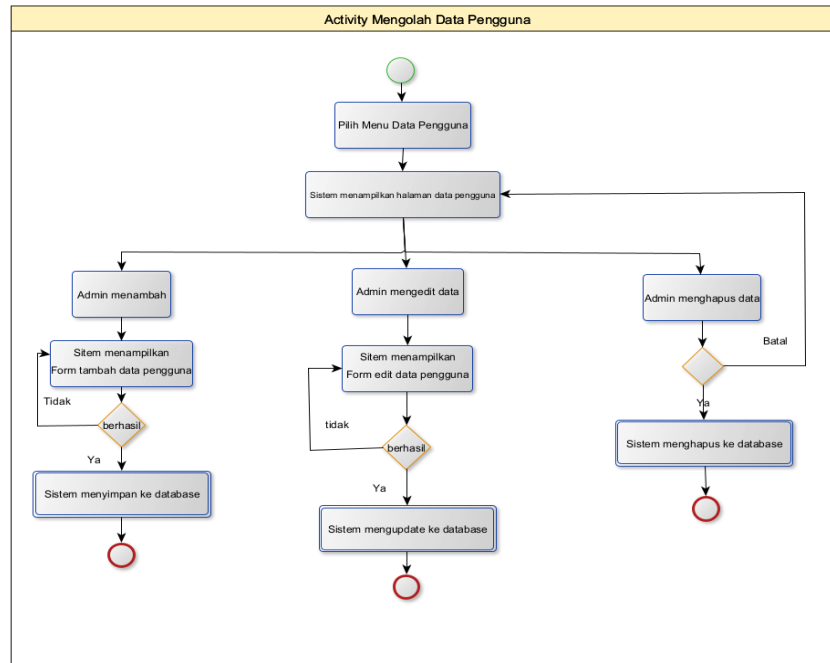 Activity Mengolah Data Pengguna
Pilih Menu Data Pengguna
Sistem menampilkan halaman data pengguna
Admin menambah
Admin mengedit data
Admin menghapus data
Sitem menampilkan
Form tambah data pengguna
Sitem menampilkan
Form edit data pengguna
Batal
Tidak
berhasil
tidak
berhasil
Ya
Ya
Ya
Sistem menghapus ke database
Sistem menyimpan ke database
Sistem mengupdate ke database